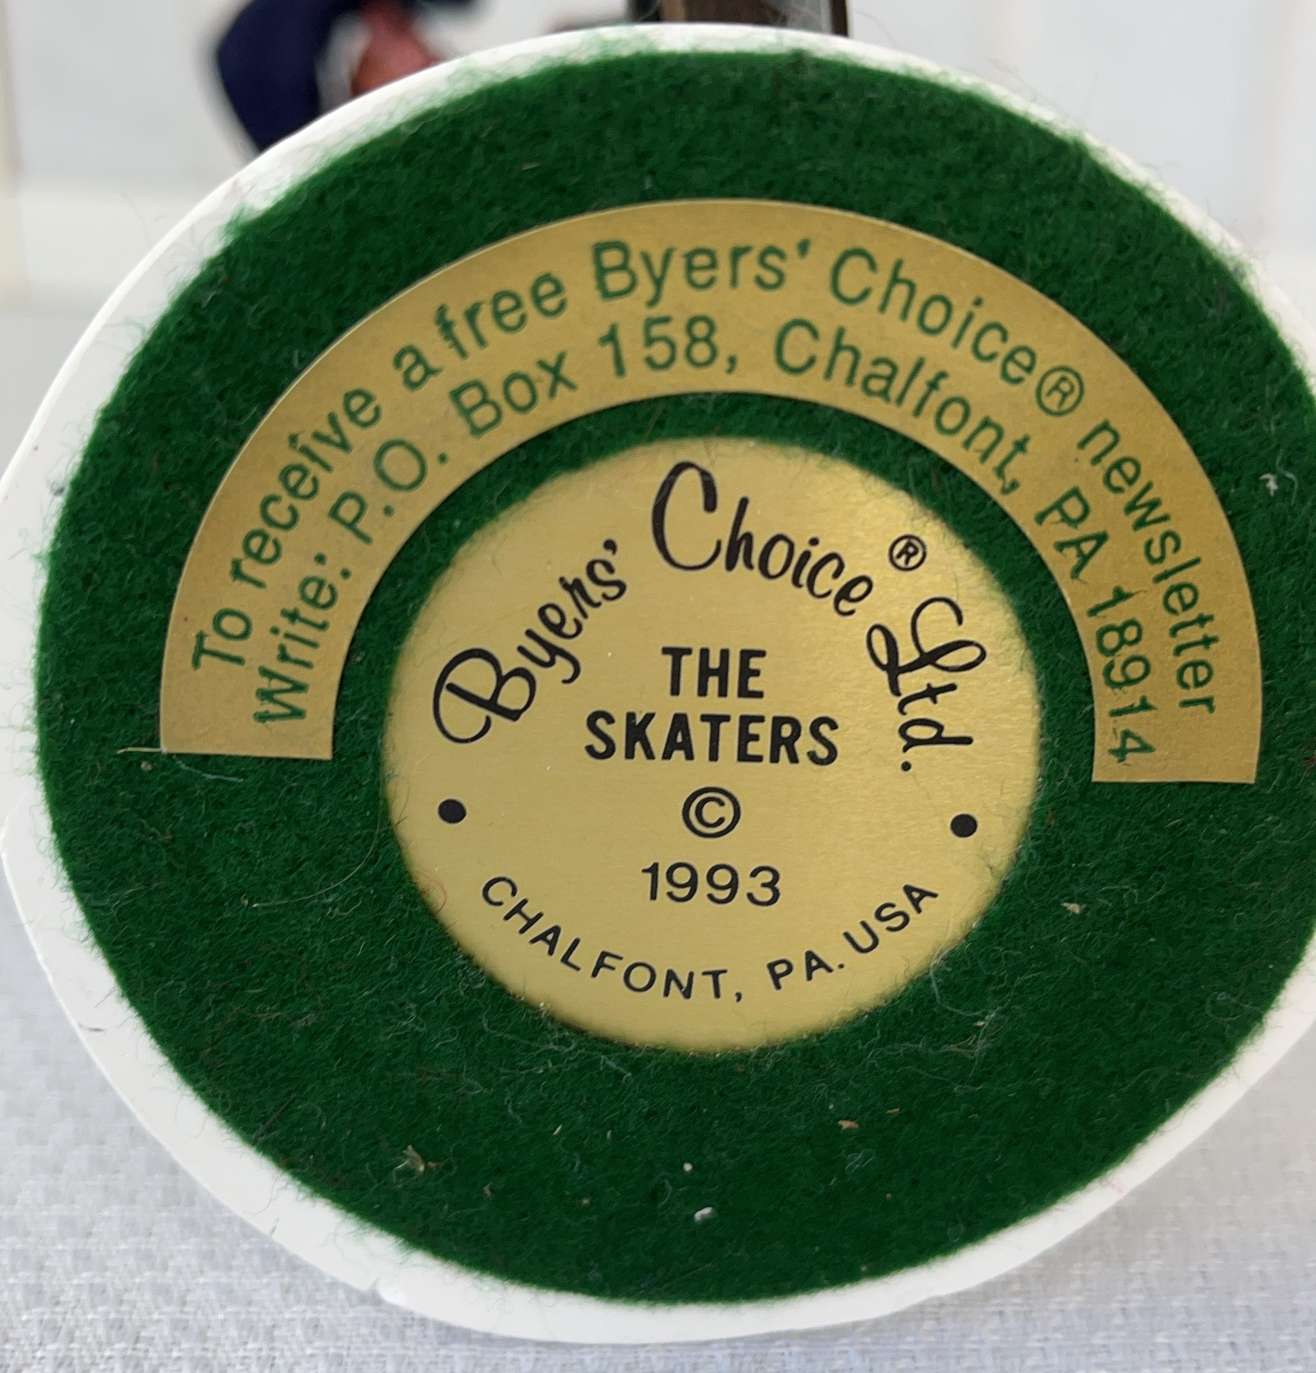 To receive a free Byers' Choice® newsletter
Write: P.O. Box 158, Chalfont, PA 18914
Byers' Choice ® Ltd.
THE
SKATERS
©
1993
• CHALFONT, PA. USA •